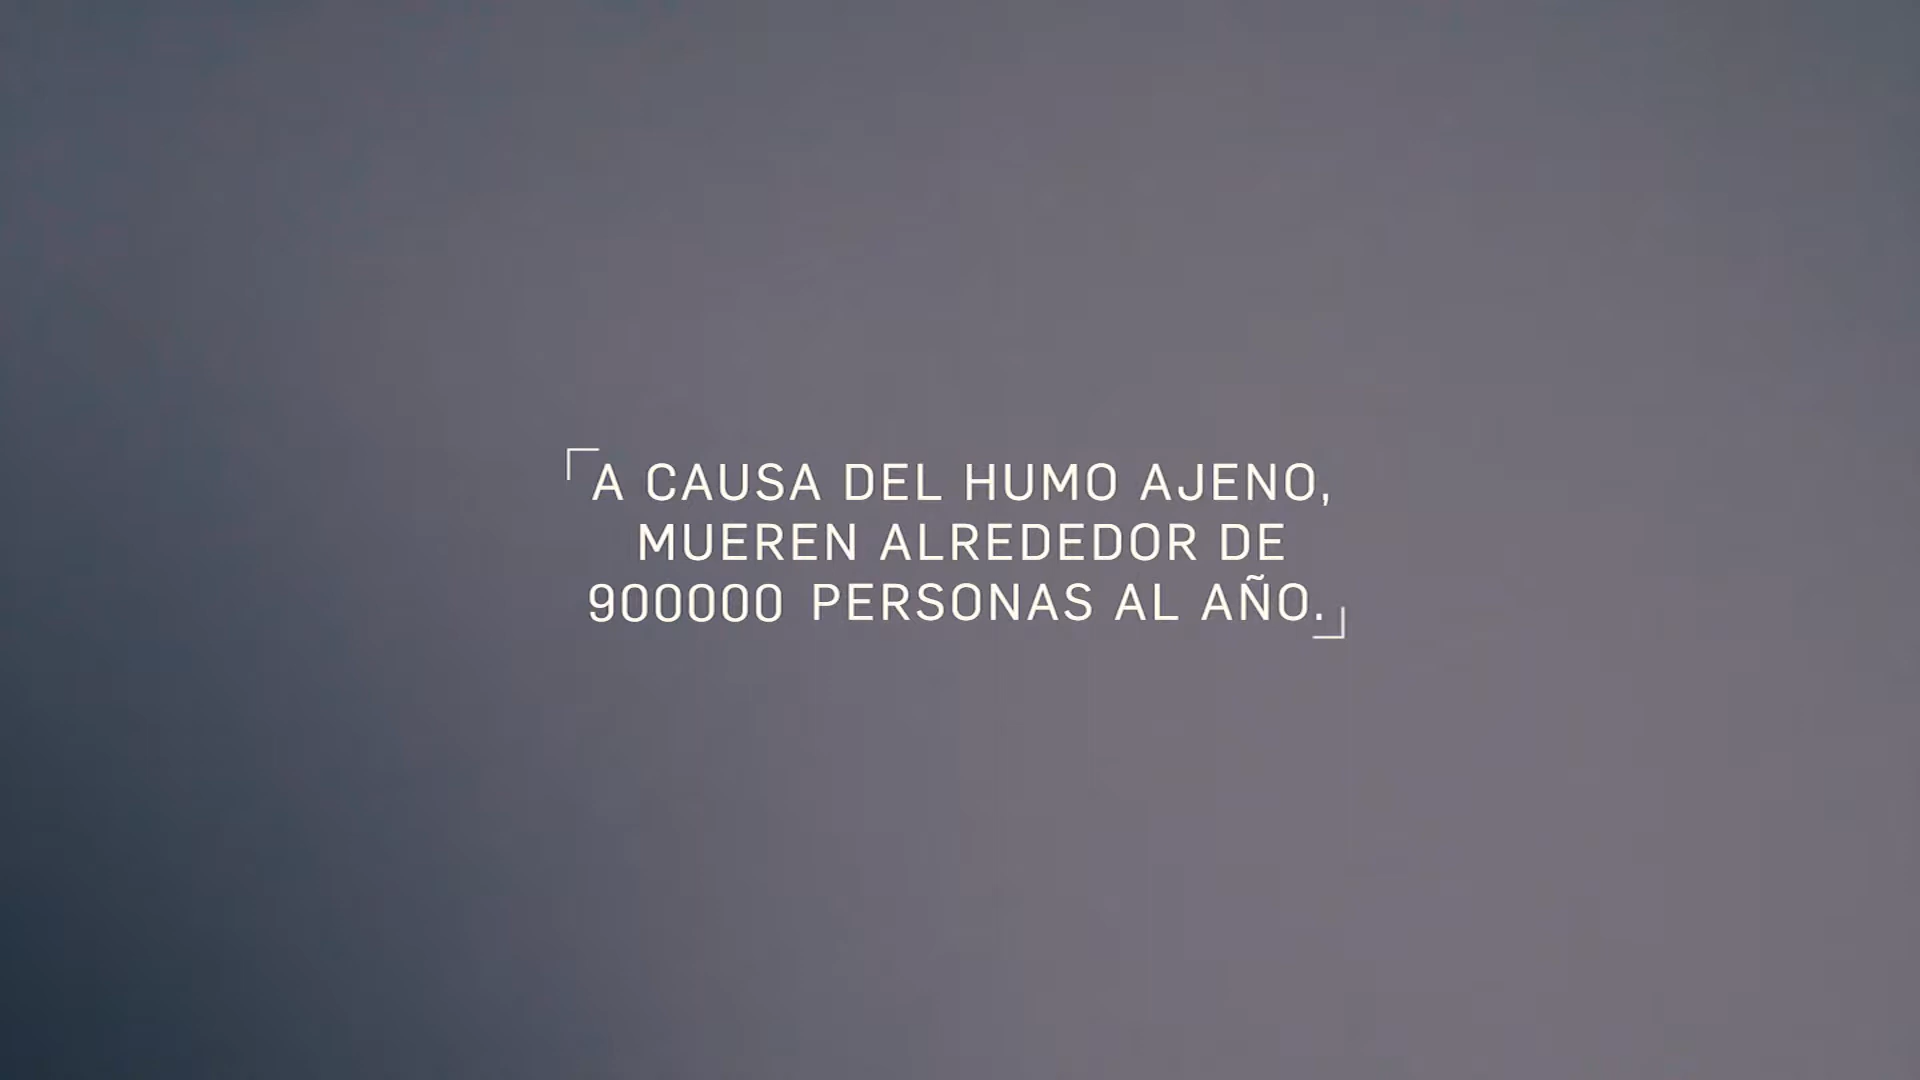 A CAUSA DEL HUMO AJENO,
MUEREN ALREDEDOR DE
900000 PERSONAS AL AÑO.